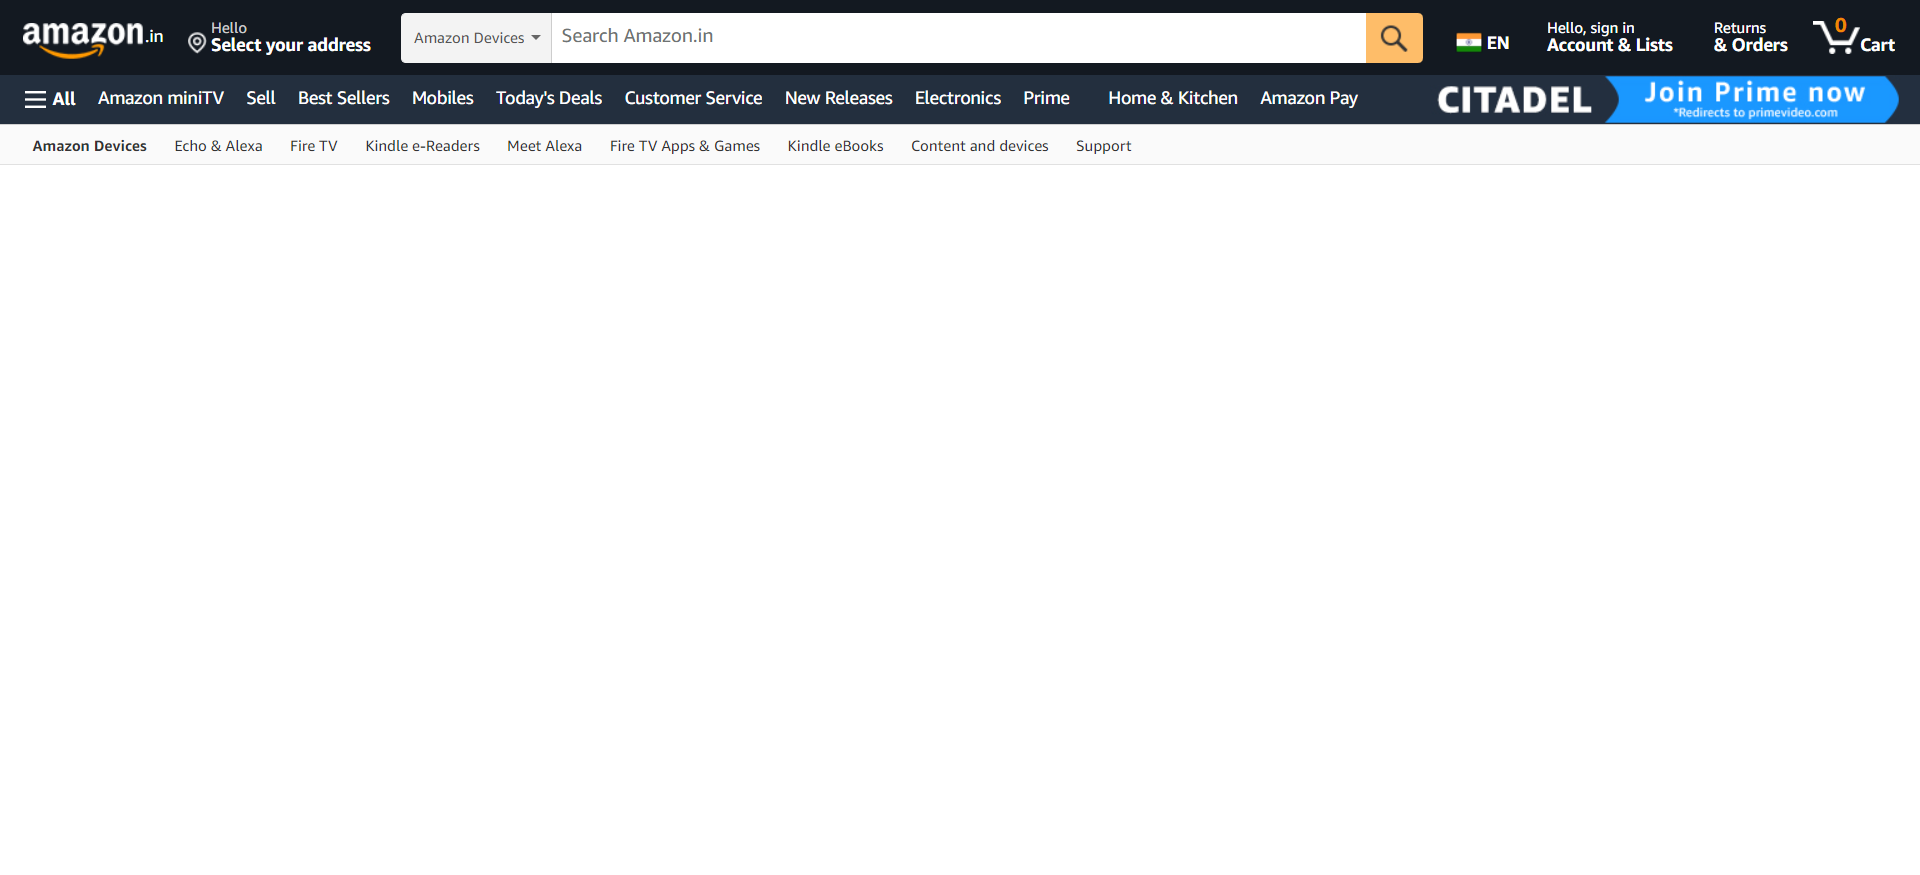 amazon.in
Hello
Select your address
Amazon Devices
Search Amazon.in
EN
Hello, sign in
Account & Lists
Returns
& Orders
0
Cart
All
Amazon miniTV
Sell
Best Sellers
Mobiles
Today's Deals
Customer Service
New Releases
Electronics
Prime
Home & Kitchen
Amazon Pay
CITADEL
Join Prime now
*Redirects to primevideo.com
Amazon Devices
Echo & Alexa
Fire TV
Kindle e-Readers
Meet Alexa
Fire TV Apps & Games
Kindle eBooks
Content and devices
Support